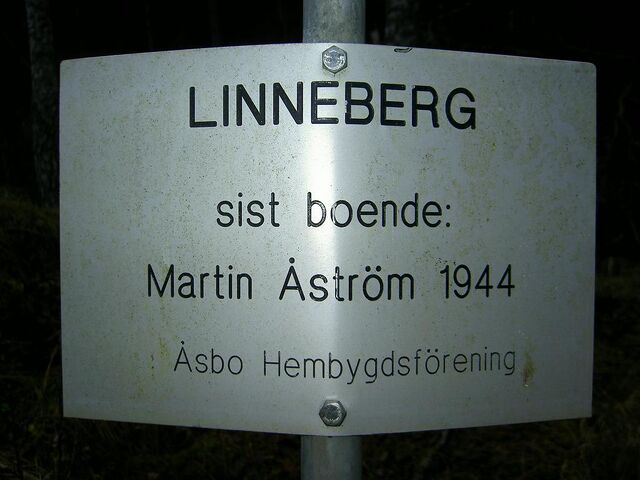 LINNEBERG
sist boende:
Martin Åström 1944
Åsbo Hembygdsförening